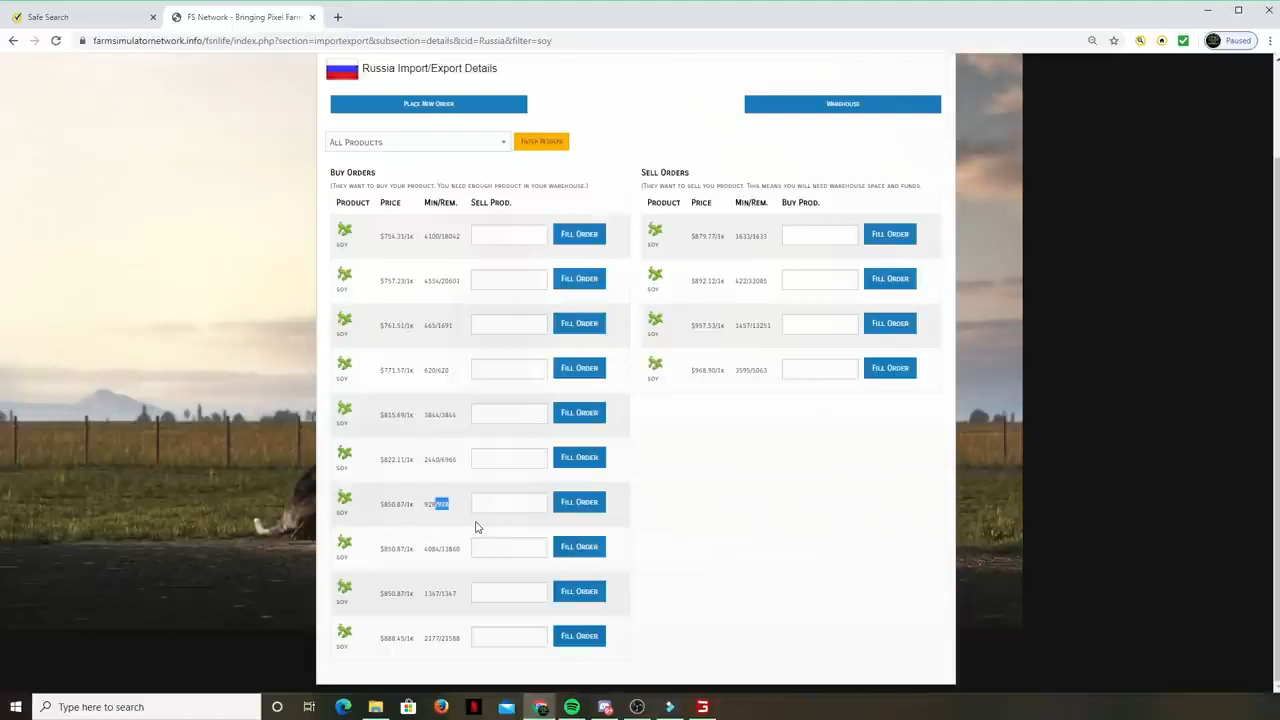 Safe Search
FS Network - Bringing Pixel Farm
farmsimulatornetwork.info/fsnlife/index.php?section=importexport&subsection=details&cid=Russia&filter=soy
Paused
Russia Import/Export Details
Place New Order
Warehouse
All Products
Filter Results
Buy Orders
(They want to buy your product. You need enough product in your warehouse.)
Product Price Min/Rem. Sell Prod.
Soy $754.31/1k 4100/18042 Fill Order
Soy $757.23/1k 4554/20601 Fill Order
Soy $761.51/1k 465/1691 Fill Order
Soy $771.57/1k 620/620 Fill Order
Soy $815.69/1k 3844/3844 Fill Order
Soy $822.11/1k 2440/6966 Fill Order
Soy $850.87/1k 928/928 Fill Order
Soy $850.87/1k 4084/13860 Fill Order
Soy $850.87/1k 1347/1347 Fill Order
Soy $888.45/1k 2177/21588 Fill Order
Sell Orders
(They want to sell you product. This means you will need warehouse space and funds.
Product Price Min/Rem. Buy Prod.
Soy $879.77/1k 1633/1633 Fill Order
Soy $892.12/1k 422/32085 Fill Order
Soy $957.53/1k 1457/13251 Fill Order
Soy $968.90/1k 3595/5063 Fill Order
Type here to search